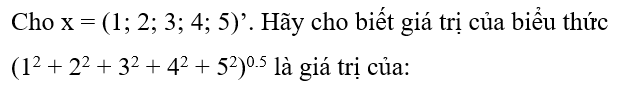 Cho x = (1; 2; 3; 4; 5)’. Hãy cho biết giá trị của biểu thức
(1² + 2² + 3² + 4² + 5²)⁰·⁵ là giá trị của: